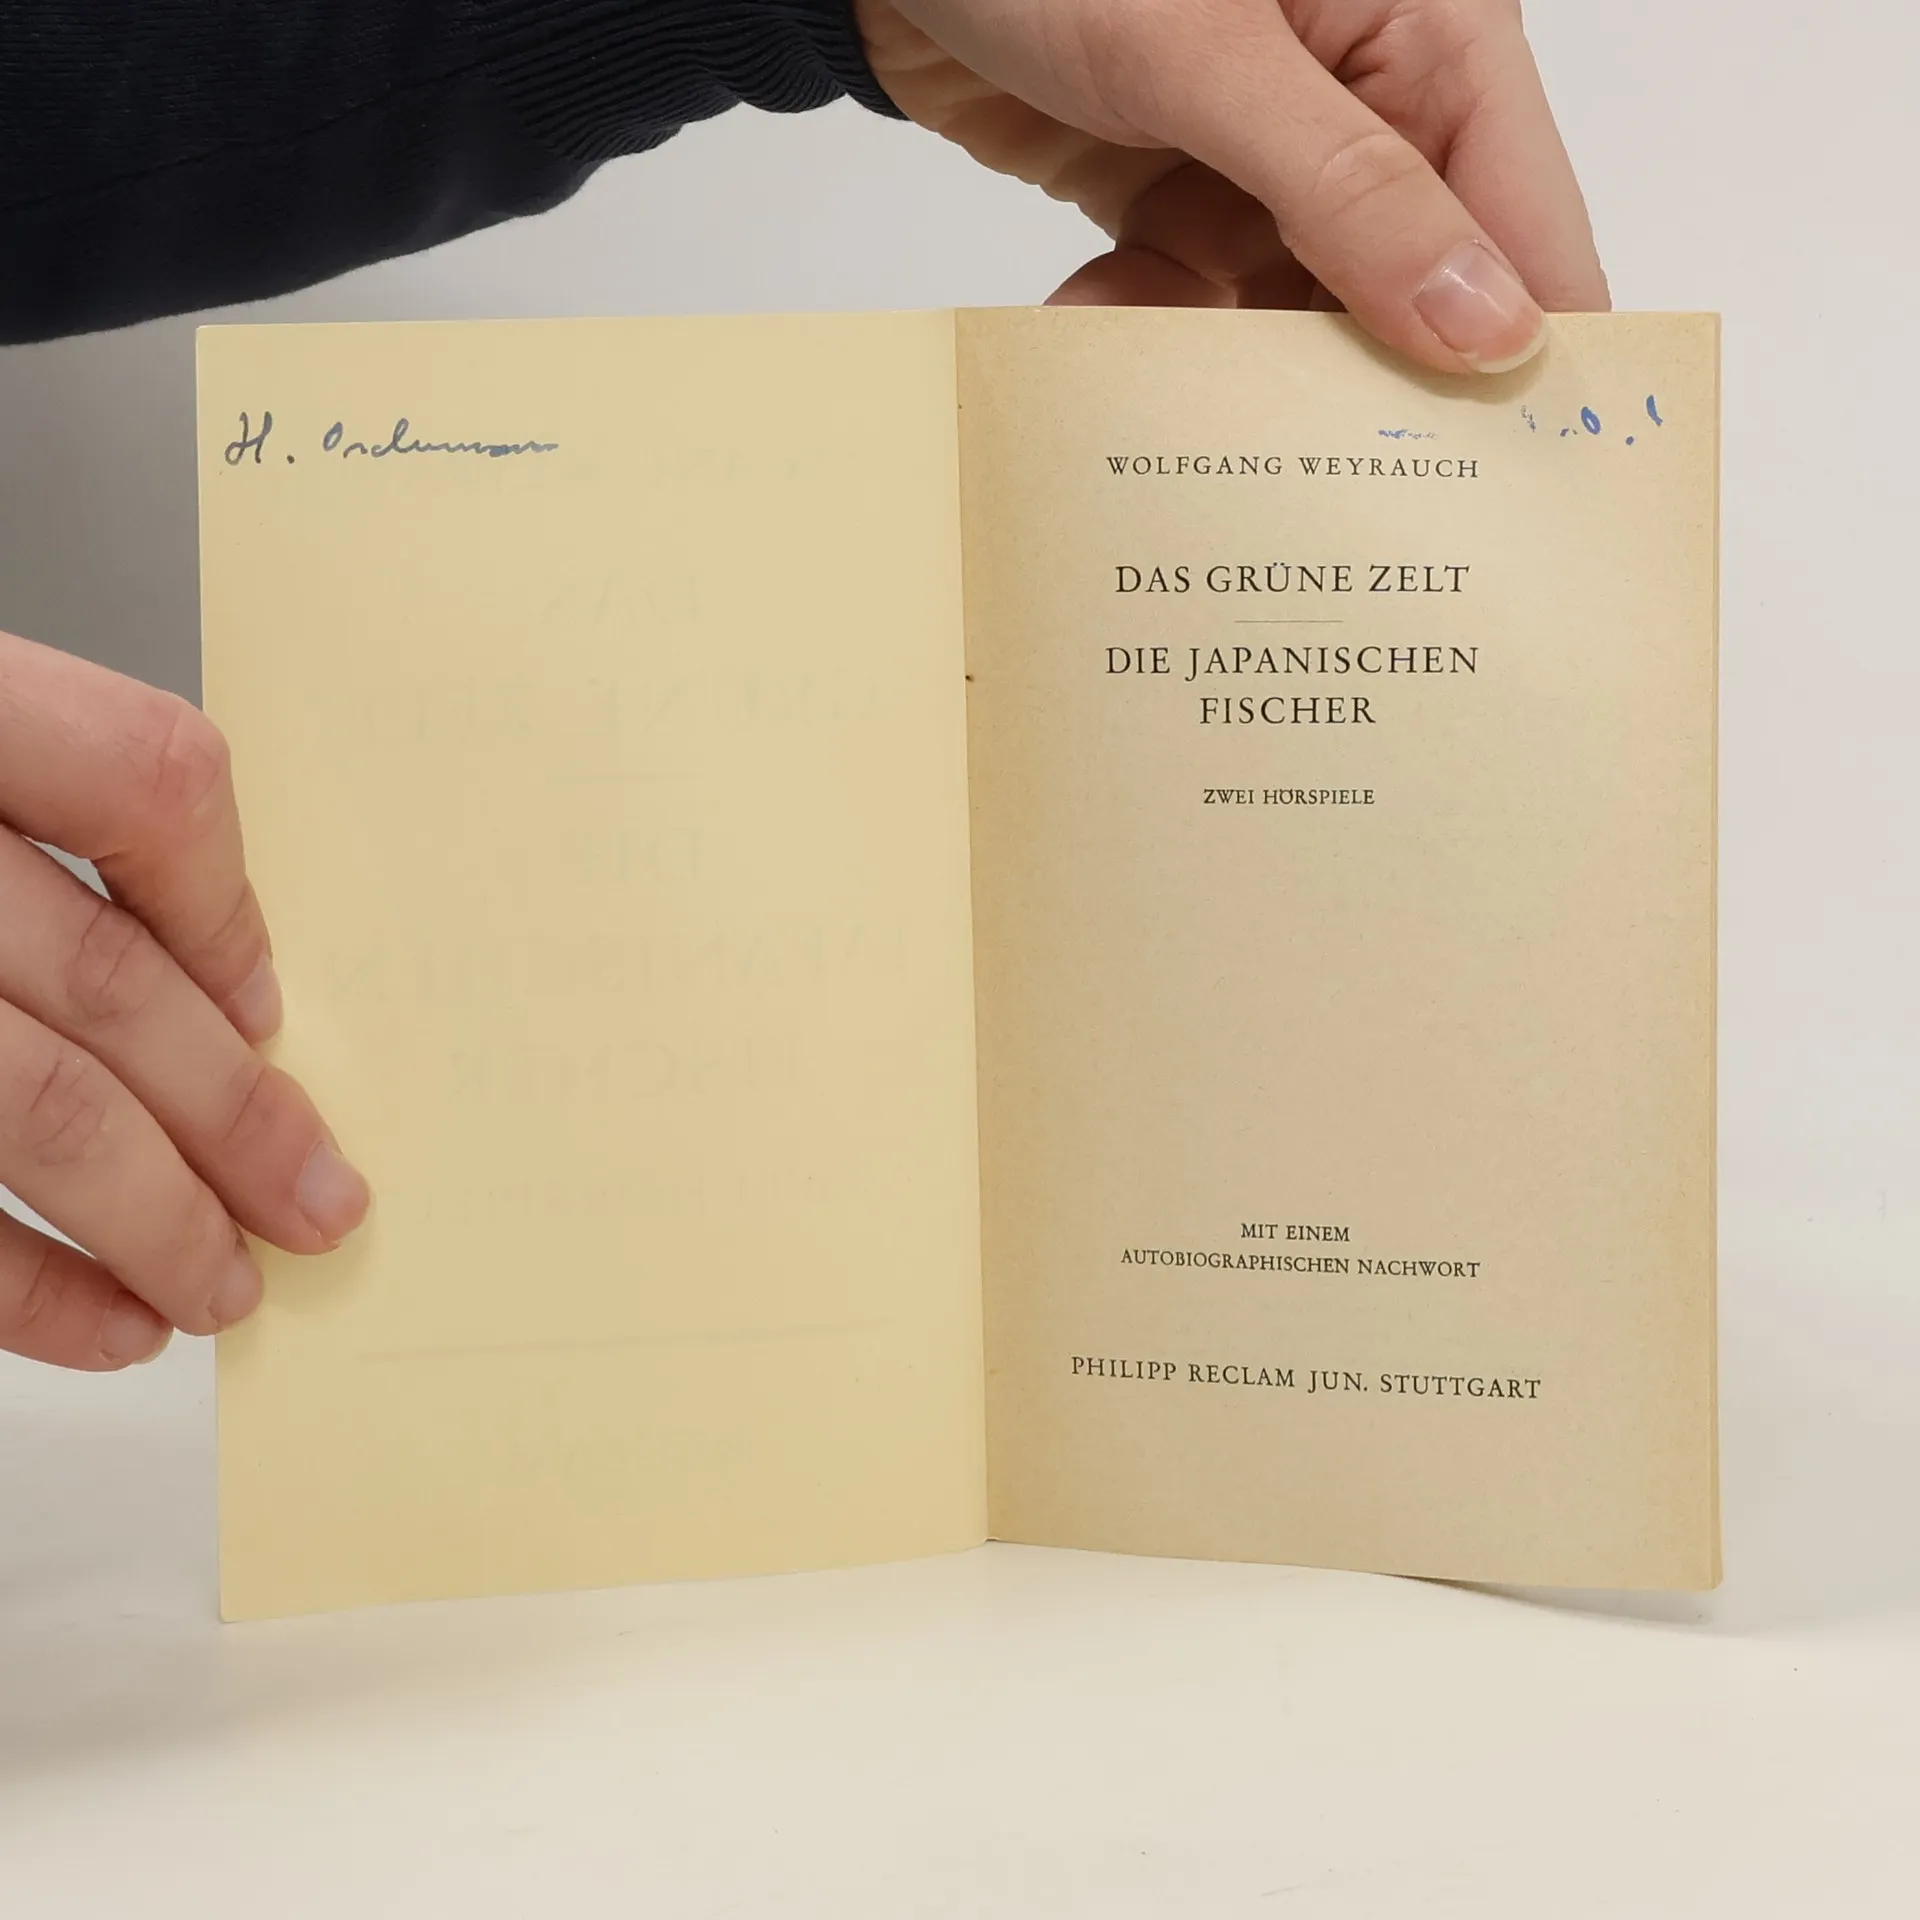 H.
WOLFGANG WEYRAUCH
DAS GRÜNE ZELT
DIE JAPANISCHEN
FISCHER
ZWEI HÖRSPIELE
MIT EINEM
AUTOBIOGRAPHISCHEN NACHWORT
PHILIPP RECLAM JUN. STUTTGART